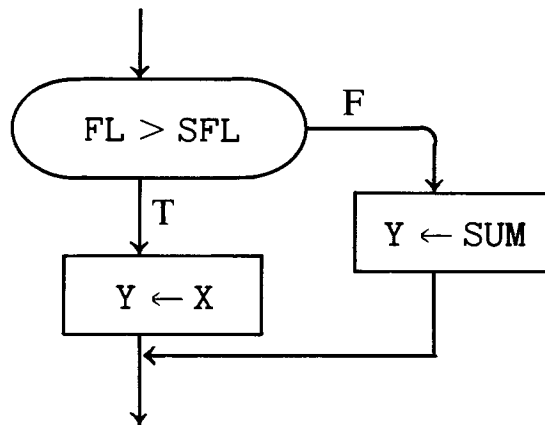 FL > SFL
F
T
Y ← SUM
Y ← X